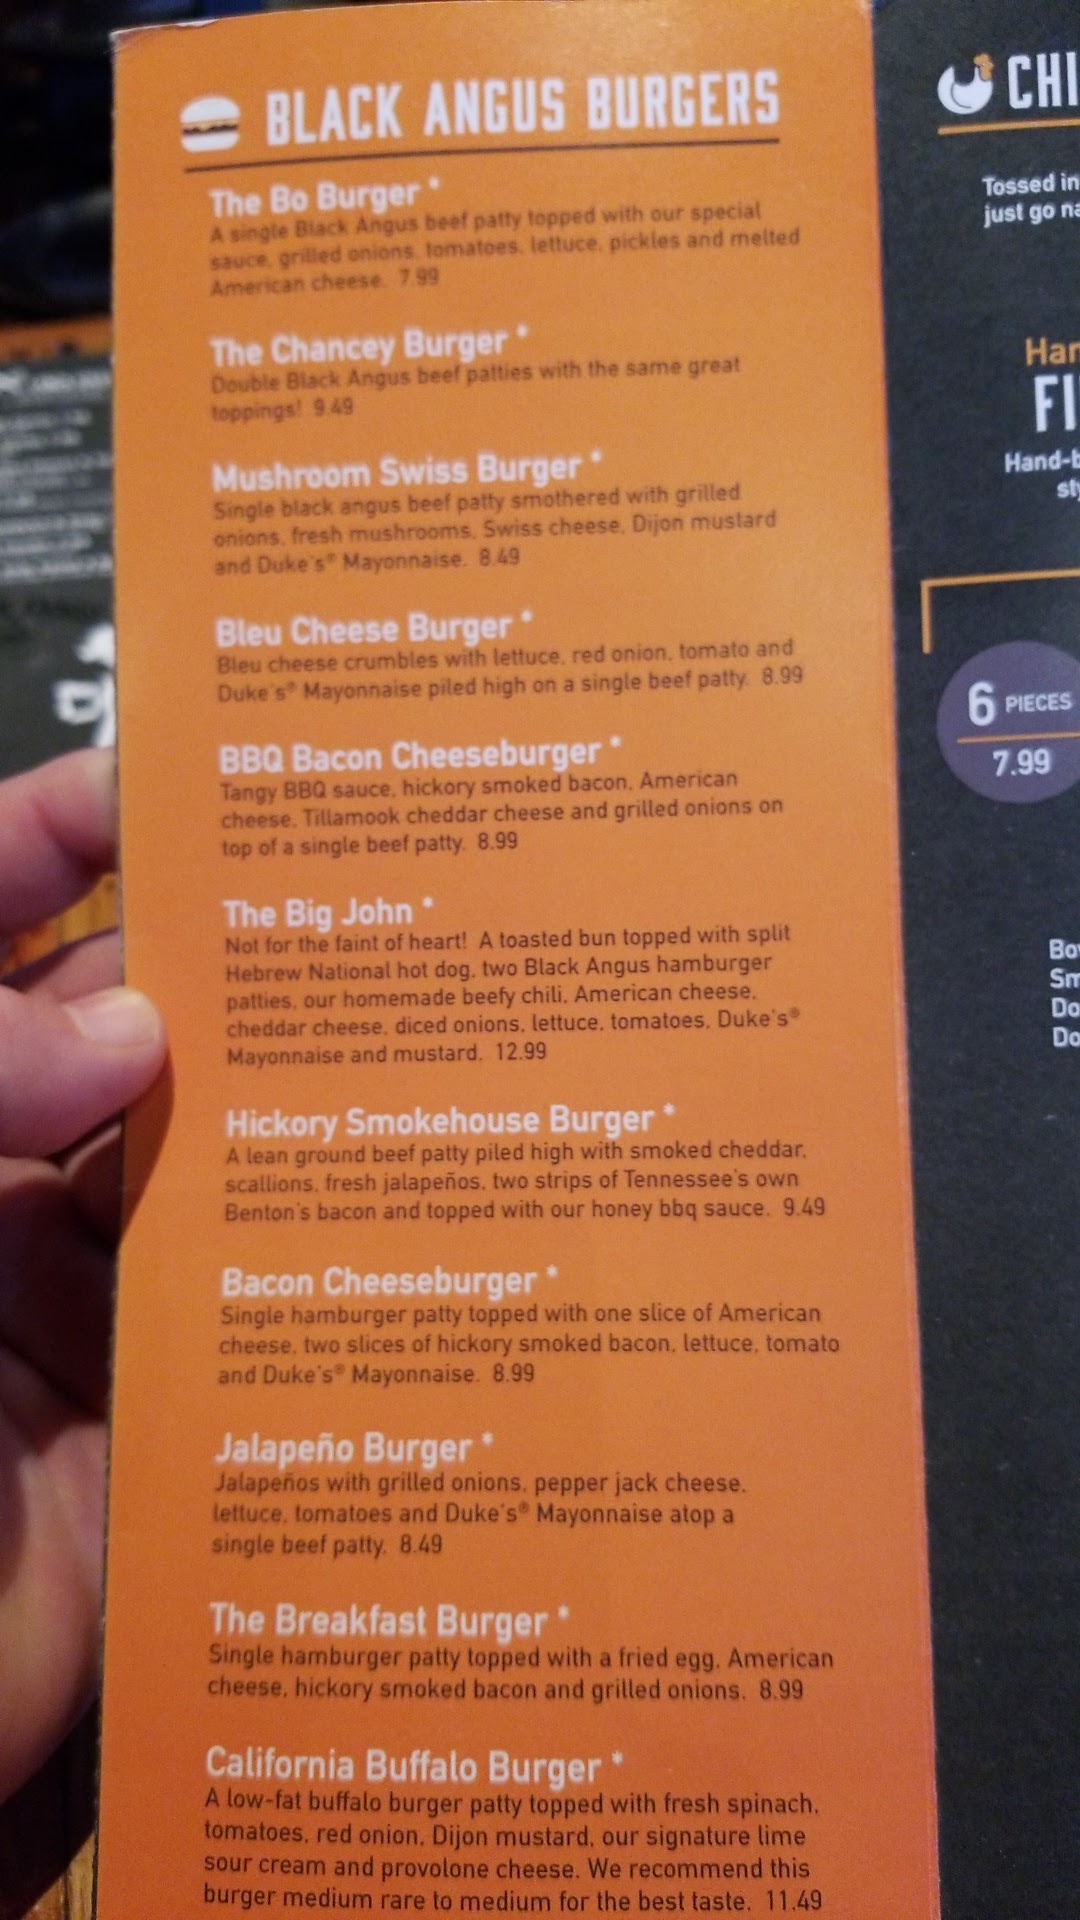 BLACK ANGUS BURGERS
The Bo Burger *
A single Black Angus beef patty topped with our special
sauce, grilled onions, tomatoes, lettuce, pickles and melted
American cheese. 7.99
The Chancey Burger *
Double Black Angus beef patties with the same great
toppings! 9.49
Mushroom Swiss Burger *
Single black angus beef patty smothered with grilled
onions, fresh mushrooms, Swiss cheese, Dijon mustard
and Duke's® Mayonnaise. 8.49
Bleu Cheese Burger *
Bleu cheese crumbles with lettuce, red onion, tomato and
Duke's® Mayonnaise piled high on a single beef patty. 8.99
BBQ Bacon Cheeseburger *
Tangy BBQ sauce, hickory smoked bacon, American
cheese, Tillamook cheddar cheese and grilled onions on
top of a single beef patty. 8.99
The Big John *
Not for the faint of heart! A toasted bun topped with split
Hebrew National hot dog, two Black Angus hamburger
patties, our homemade beefy chili, American cheese,
cheddar cheese, diced onions, lettuce, tomatoes, Duke's®
Mayonnaise and mustard. 12.99
Hickory Smokehouse Burger *
A lean ground beef patty piled high with smoked cheddar,
scallions, fresh jalapeños, two strips of Tennessee's own
Benton's bacon and topped with our honey bbq sauce. 9.49
Bacon Cheeseburger *
Single hamburger patty topped with one slice of American
cheese, two slices of hickory smoked bacon, lettuce, tomato
and Duke's® Mayonnaise. 8.99
Jalapeño Burger *
Jalapeños with grilled onions, pepper jack cheese,
lettuce, tomatoes and Duke's® Mayonnaise atop a
single beef patty. 8.49
The Breakfast Burger *
Single hamburger patty topped with a fried egg, American
cheese, hickory smoked bacon and grilled onions. 8.99
California Buffalo Burger *
A low-fat buffalo burger patty topped with fresh spinach,
tomatoes, red onion, Dijon mustard, our signature lime
sour cream and provolone cheese. We recommend this
burger medium rare to medium for the best taste. 11.49
CHI
Tossed in
just go na
Han
FI
Hand-b
sty
6 PIECES
7.99
Bo
Sm
Do
Do